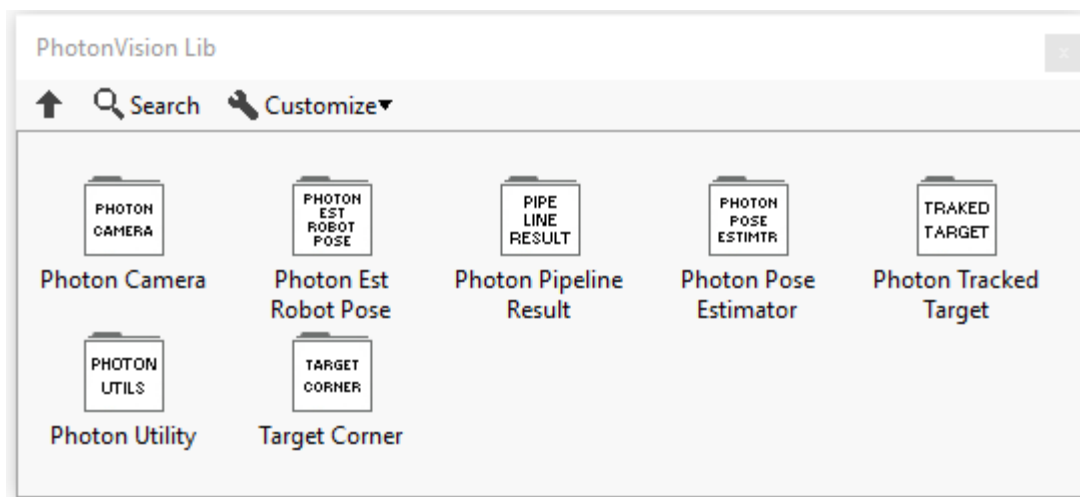 PhotonVision Lib
x
Search Customize▾
PHOTON
CAMERA
PHOTON
EST
ROBOT
POSE
PIPE
LINE
RESULT
PHOTON
POSE
ESTIMTR
TRAKED
TARGET
Photon Camera
Photon Est
Robot Pose
Photon Pipeline
Result
Photon Pose
Estimator
Photon Tracked
Target
PHOTON
UTILS
TARGET
CORNER
Photon Utility
Target Corner